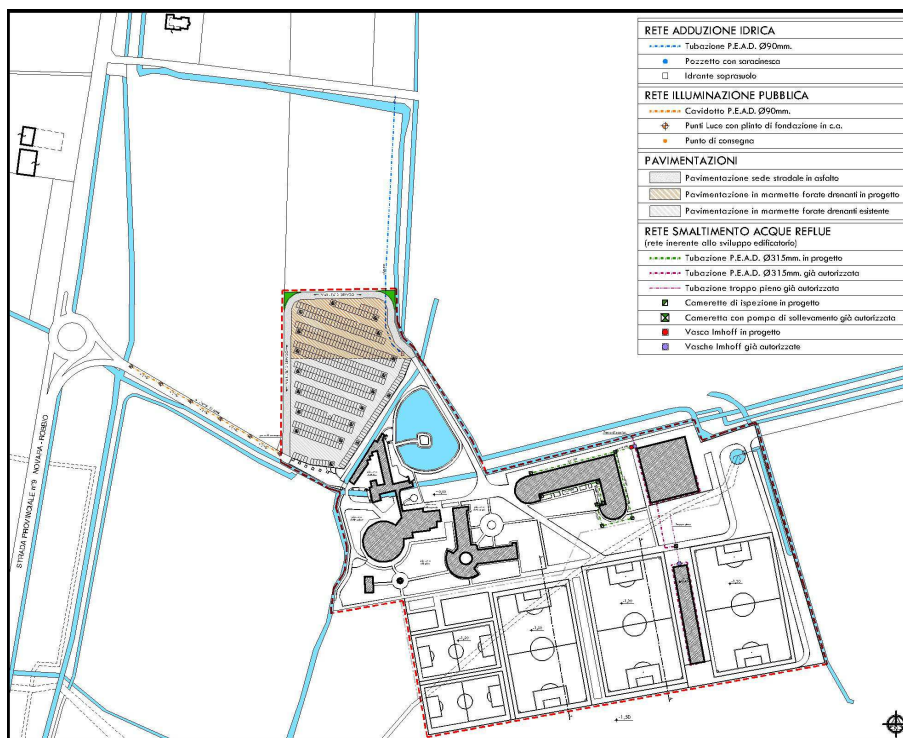 RETE ADDUZIONE IDRICA
Tubazione P.E.A.D. Ø90mm.
Pozzetto con saracinesca
Idrante soprasuolo
RETE ILLUMINAZIONE PUBBLICA
Cavidotto P.E.A.D. Ø90mm.
Punti Luce con plinto di fondazione in c.a.
Punto di consegna
PAVIMENTAZIONI
Pavimentazione sede stradale in asfalto
Pavimentazione in marmette forate drenanti in progetto
Pavimentazione in marmette forate drenanti esistente
RETE SMALTIMENTO ACQUE REFLUE
(rete inerente allo sviluppo edificatorio)
Tubazione P.E.A.D. Ø315mm. in progetto
Tubazione P.E.A.D. Ø315mm. già autorizzata
Tubazione troppo pieno già autorizzata
Camerette di ispezione in progetto
Cameretta con pompa di sollevamento già autorizzata
Vasca Imhoff in progetto
Vasche Imhoff già autorizzate
STRADA PROVINCIALE n°9 NOVARA - ROBBIO
-1,50